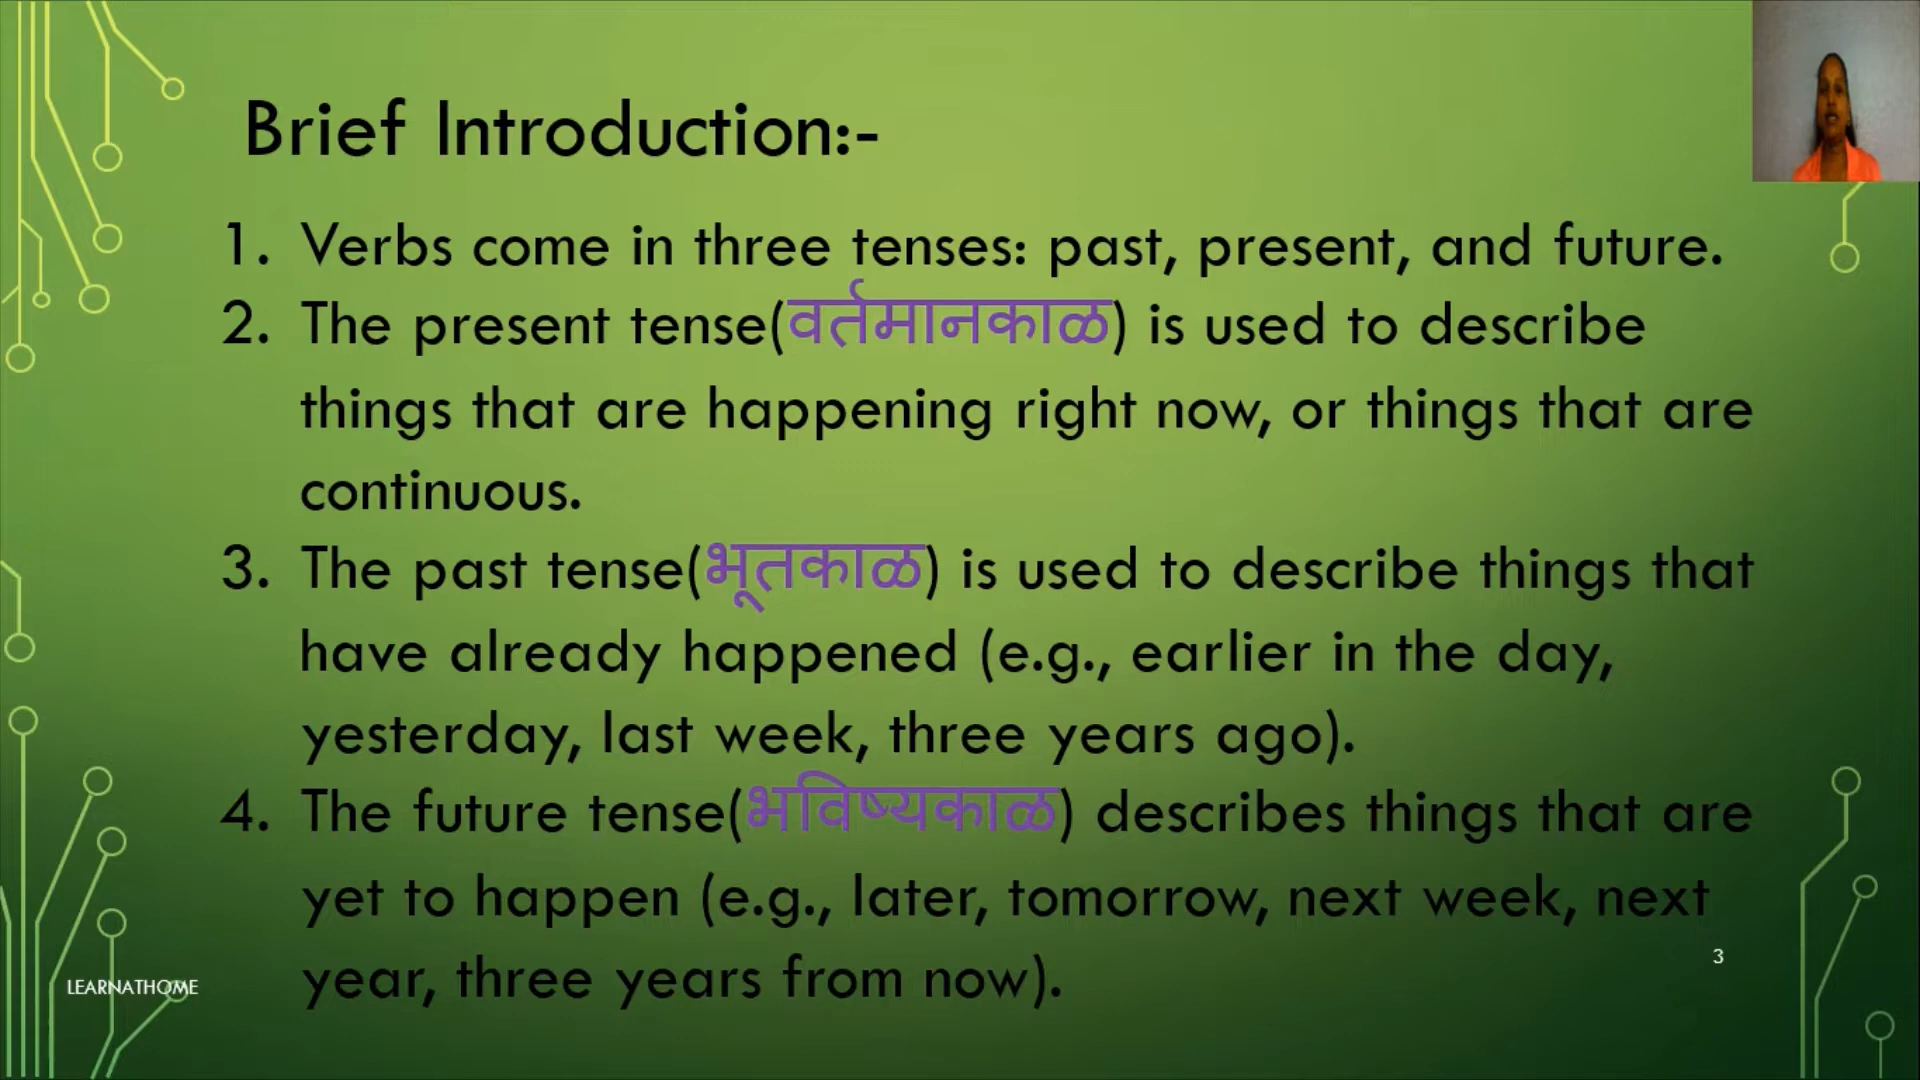 Brief Introduction:-
1. Verbs come in three tenses: past, present, and future.
2. The present tense(वर्तमानकाळ) is used to describe
things that are happening right now, or things that are
continuous.
3. The past tense(भूतकाळ) is used to describe things that
have already happened (e.g., earlier in the day,
yesterday, last week, three years ago).
4. The future tense(भविष्यकाळ) describes things that are
yet to happen (e.g., later, tomorrow, next week, next
year, three years from now).
3
LEARNATHOME